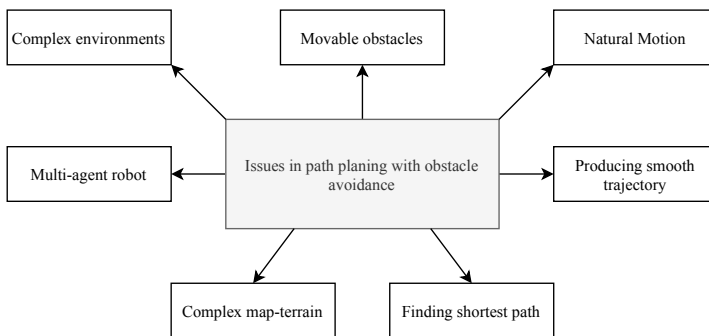 Complex environments
Movable obstacles
Natural Motion
Issues in path planing with obstacle
avoidance
Multi-agent robot
Producing smooth
trajectory
Complex map-terrain
Finding shortest path